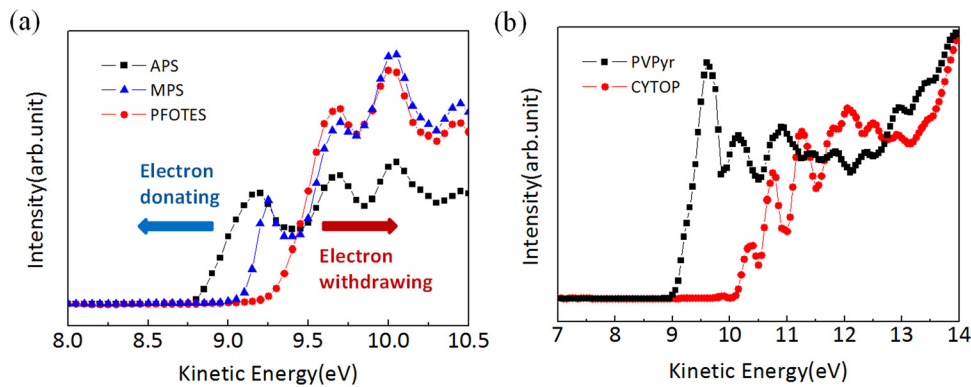 (a)
APS
MPS
PFOTES
Electron
donating
Electron
withdrawing
Intensity(arb.unit)
8.0 8.5 9.0 9.5 10.0 10.5
Kinetic Energy(eV)
(b)
PVPyr
CYTOP
Intensity(arb.unit)
7 8 9 10 11 12 13 14
Kinetic Energy(eV)